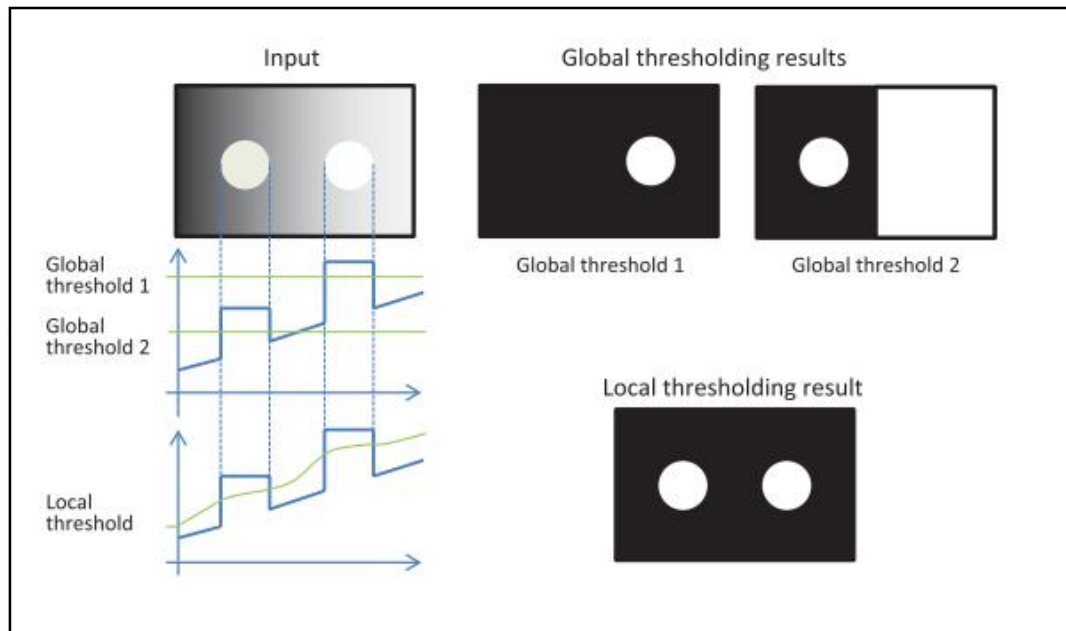 Input
Global thresholding results
Global
threshold 1
Global
threshold 2
Global threshold 1
Global threshold 2
Local
threshold
Local thresholding result